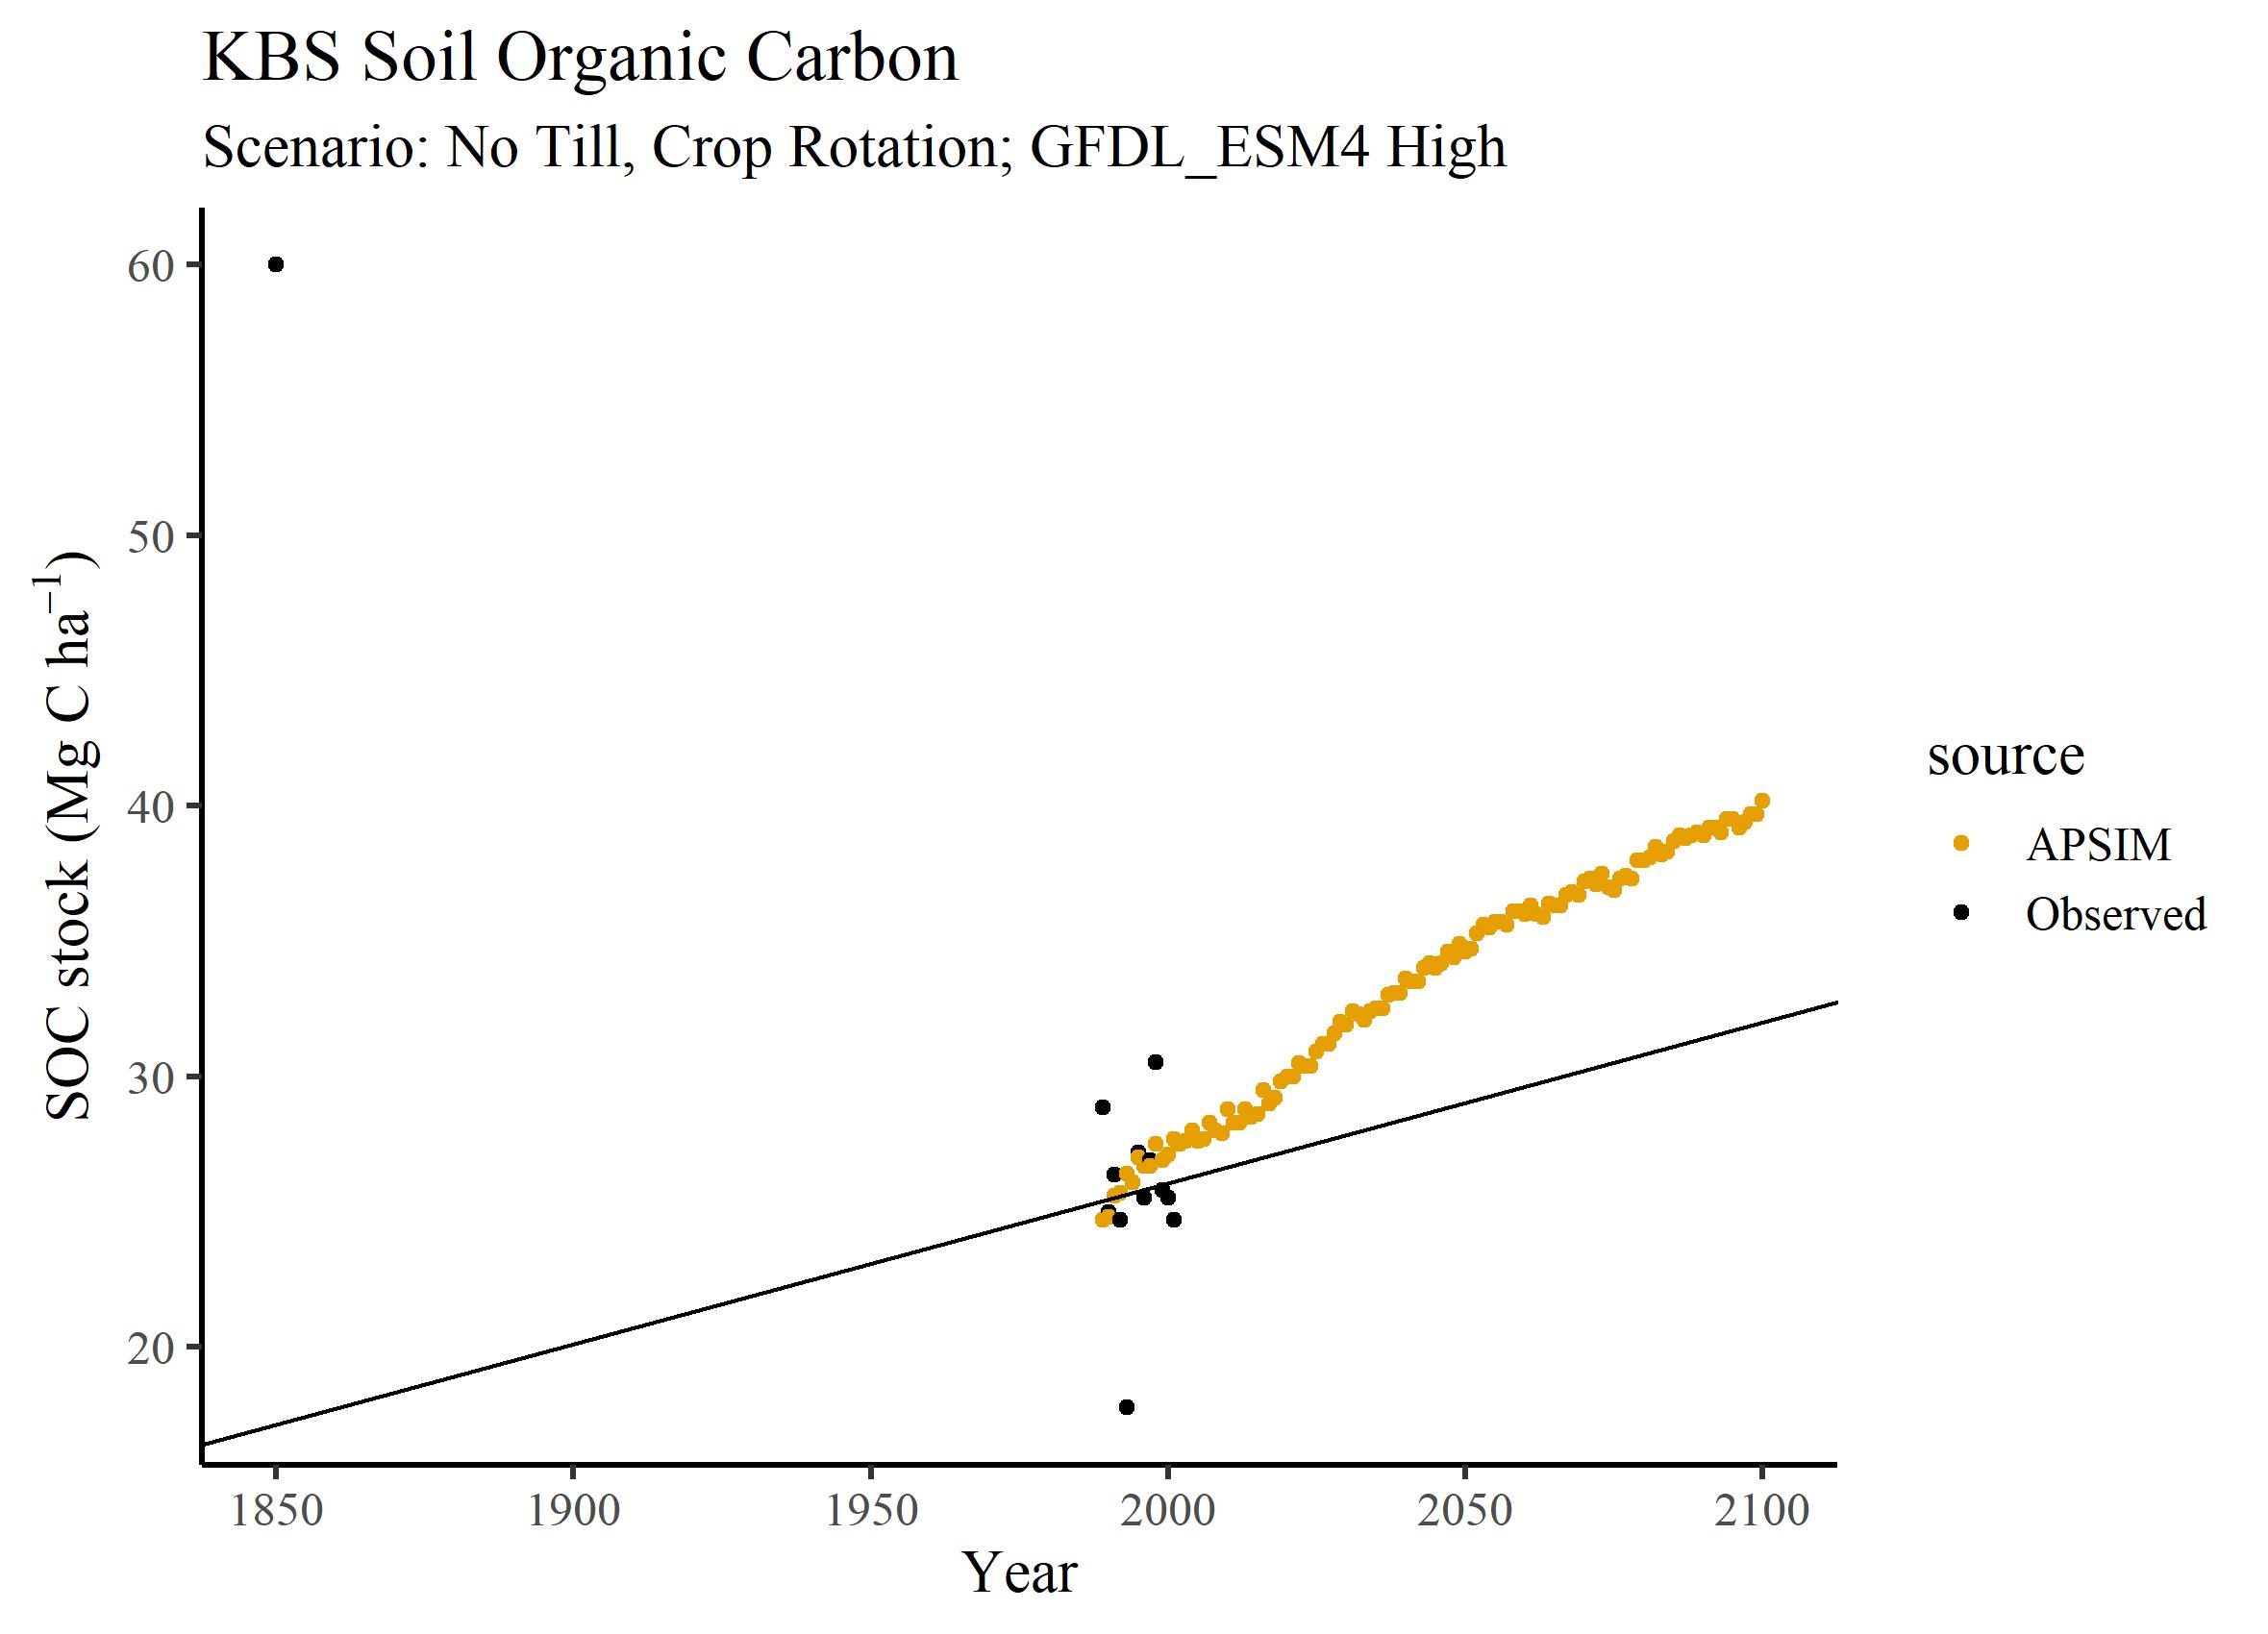 KBS Soil Organic Carbon
Scenario: No Till, Crop Rotation; GFDL_ESM4 High
60
50
40
30
20
SOC stock (Mg C ha⁻¹)
1850 1900 1950 2000 2050 2100
Year
source
APSIM
Observed